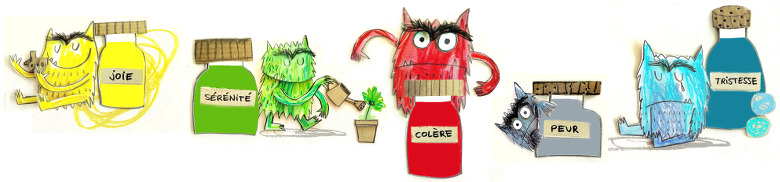 JOIE
SÉRÉNITÉ
COLÈRE
PEUR
TRISTESSE